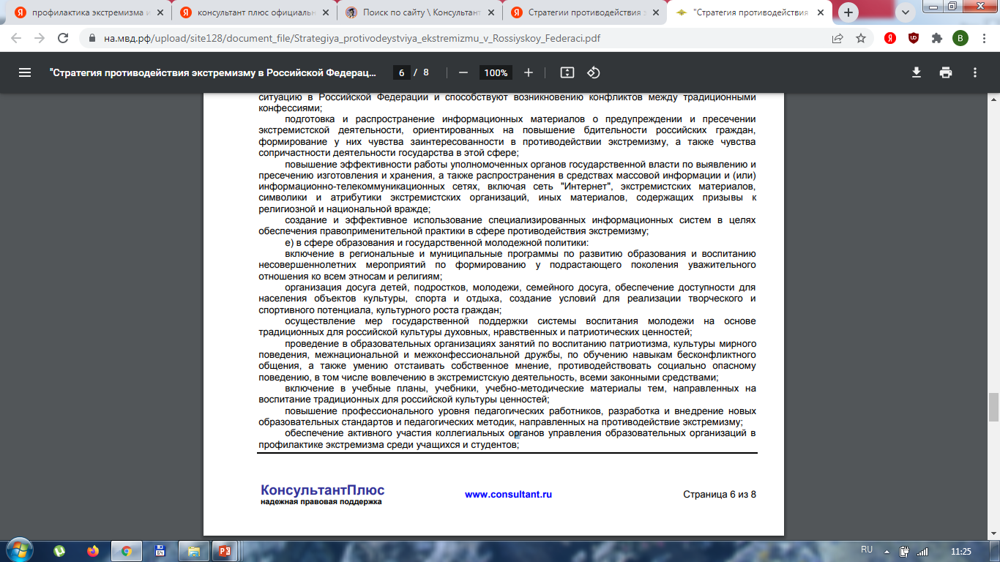 профилактика экстремизма и
консультант плюс официальн
Поиск по сайту \ Консультант
Стратегии противодействия э
"Стратегия противодействия
на.мвд.рф/upload/site128/document_file/Strategiya_protivodeystviya_ekstremizmu_v_Rossiyskoy_Federaci.pdf
"Стратегия противодействия экстремизму в Российской Федерац...
6 / 8
100%
ситуацию в Российской Федерации и способствуют возникновению конфликтов между традиционными
конфессиями;
подготовка и распространение информационных материалов о предупреждении и пресечении
экстремистской деятельности, ориентированных на повышение бдительности российских граждан,
формирование у них чувства заинтересованности в противодействии экстремизму, а также чувства
сопричастности деятельности государства в этой сфере;
повышение эффективности работы уполномоченных органов государственной власти по выявлению и
пресечению изготовления и хранения, а также распространения в средствах массовой информации и (или)
информационно-телекоммуникационных сетях, включая сеть "Интернет", экстремистских материалов,
символики и атрибутики экстремистских организаций, иных материалов, содержащих призывы к
религиозной и национальной вражде;
создание и эффективное использование специализированных информационных систем в целях
обеспечения правоприменительной практики в сфере противодействия экстремизму;
е) в сфере образования и государственной молодежной политики:
включение в региональные и муниципальные программы по развитию образования и воспитанию
несовершеннолетних мероприятий по формированию у подрастающего поколения уважительного
отношения ко всем этносам и религиям;
организация досуга детей, подростков, молодежи, семейного досуга, обеспечение доступности для
населения объектов культуры, спорта и отдыха, создание условий для реализации творческого и
спортивного потенциала, культурного роста граждан;
осуществление мер государственной поддержки системы воспитания молодежи на основе
традиционных для российской культуры духовных, нравственных и патриотических ценностей;
проведение в образовательных организациях занятий по воспитанию патриотизма, культуры мирного
поведения, межнациональной и межконфессиональной дружбы, по обучению навыкам бесконфликтного
общения, а также умению отстаивать собственное мнение, противодействовать социально опасному
поведению, в том числе вовлечению в экстремистскую деятельность, всеми законными средствами;
включение в учебные планы, учебники, учебно-методические материалы тем, направленных на
воспитание традиционных для российской культуры ценностей;
повышение профессионального уровня педагогических работников, разработка и внедрение новых
образовательных стандартов и педагогических методик, направленных на противодействие экстремизму;
обеспечение активного участия коллегиальных органов управления образовательных организаций в
профилактике экстремизма среди учащихся и студентов;
КонсультантПлюс
надежная правовая поддержка
www.consultant.ru
Страница 6 из 8
RU
11:25